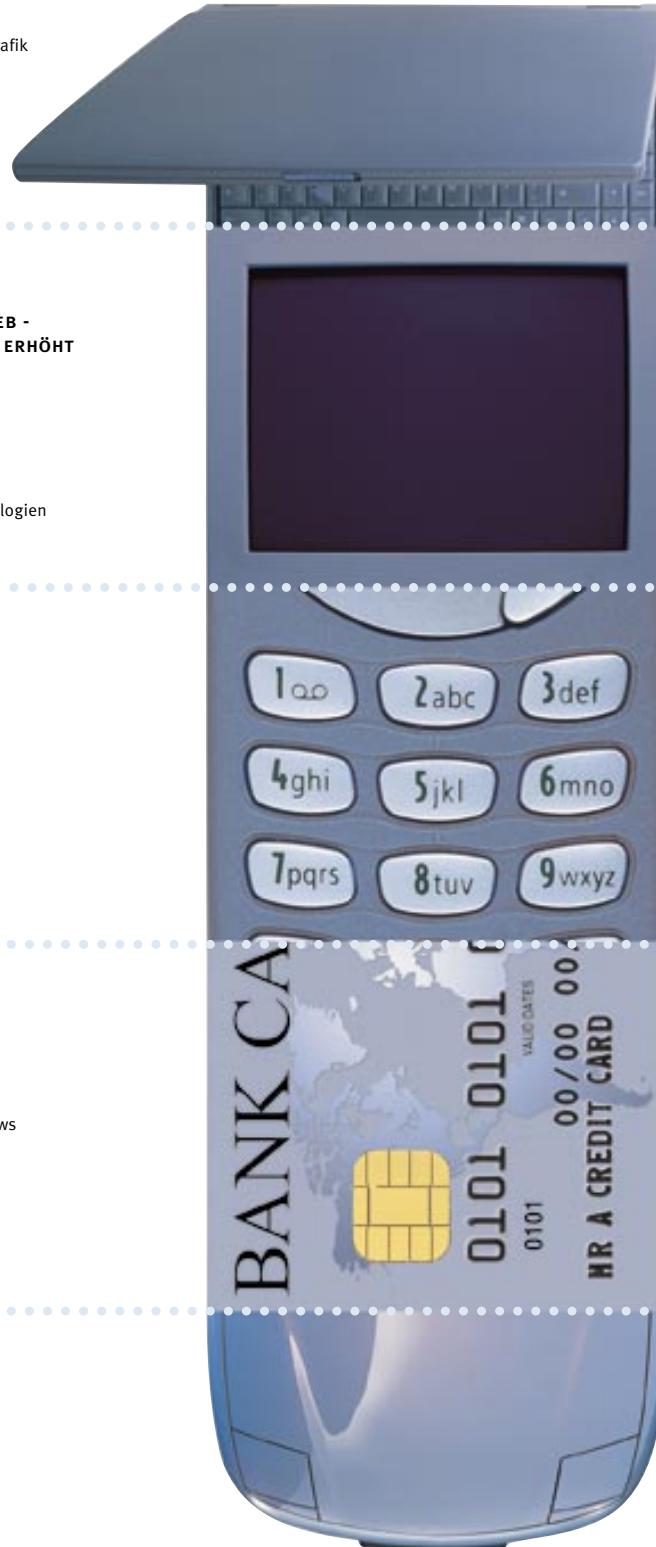 afik
EB -
ERHÖHT
logien
1
2abc
3def
4ghi
5jkl
6mno
7pqrs
8tuv
9wxyz
BANK CA
0101 0101
VALID DATES
0101
00/00 00/
MR A CREDIT CARD
ws